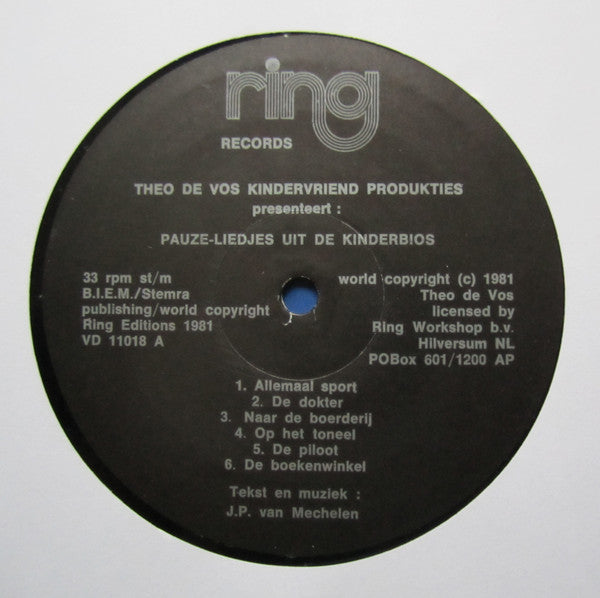 ring
RECORDS
THEO DE VOS KINDERVRIEND PRODUKTIES
presenteert :
PAUZE-LIEDJES UIT DE KINDERBIOS
33 rpm st/m
B.I.E.M./Stemra
publishing/world copyright
Ring Editions 1981
VD 11018 A
world copyright (c) 1981
Theo de Vos
licensed by
Ring Workshop b.v.
Hilversum NL
POBox 601/1200 AP
1. Allemaal sport
2. De dokter
3. Naar de boerderij
4. Op het toneel
5. De piloot
6. De boekenwinkel
Tekst en muziek :
J.P. van Mechelen